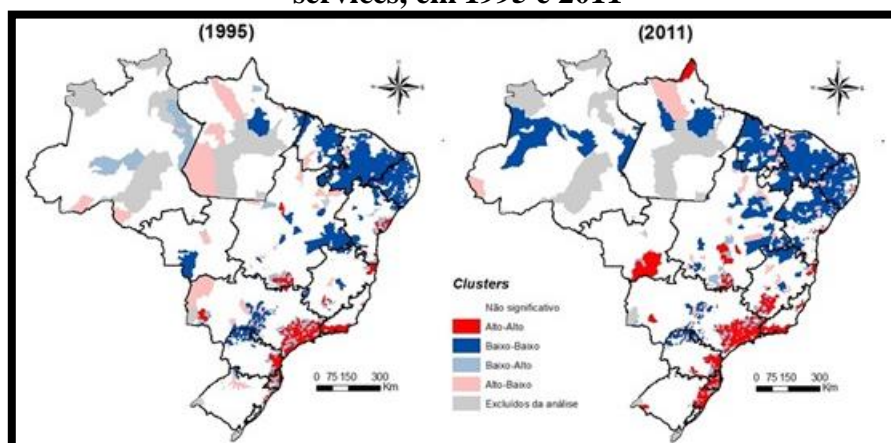 services, em 1995 e 2011
(1995)
(2011)
Clusters
Não significativo
Alto-Alto
Baixo-Baixo
Baixo-Alto
Alto-Baixo
Excluídos da análise
0 75 150 300
Km
0 75 150 300
Km